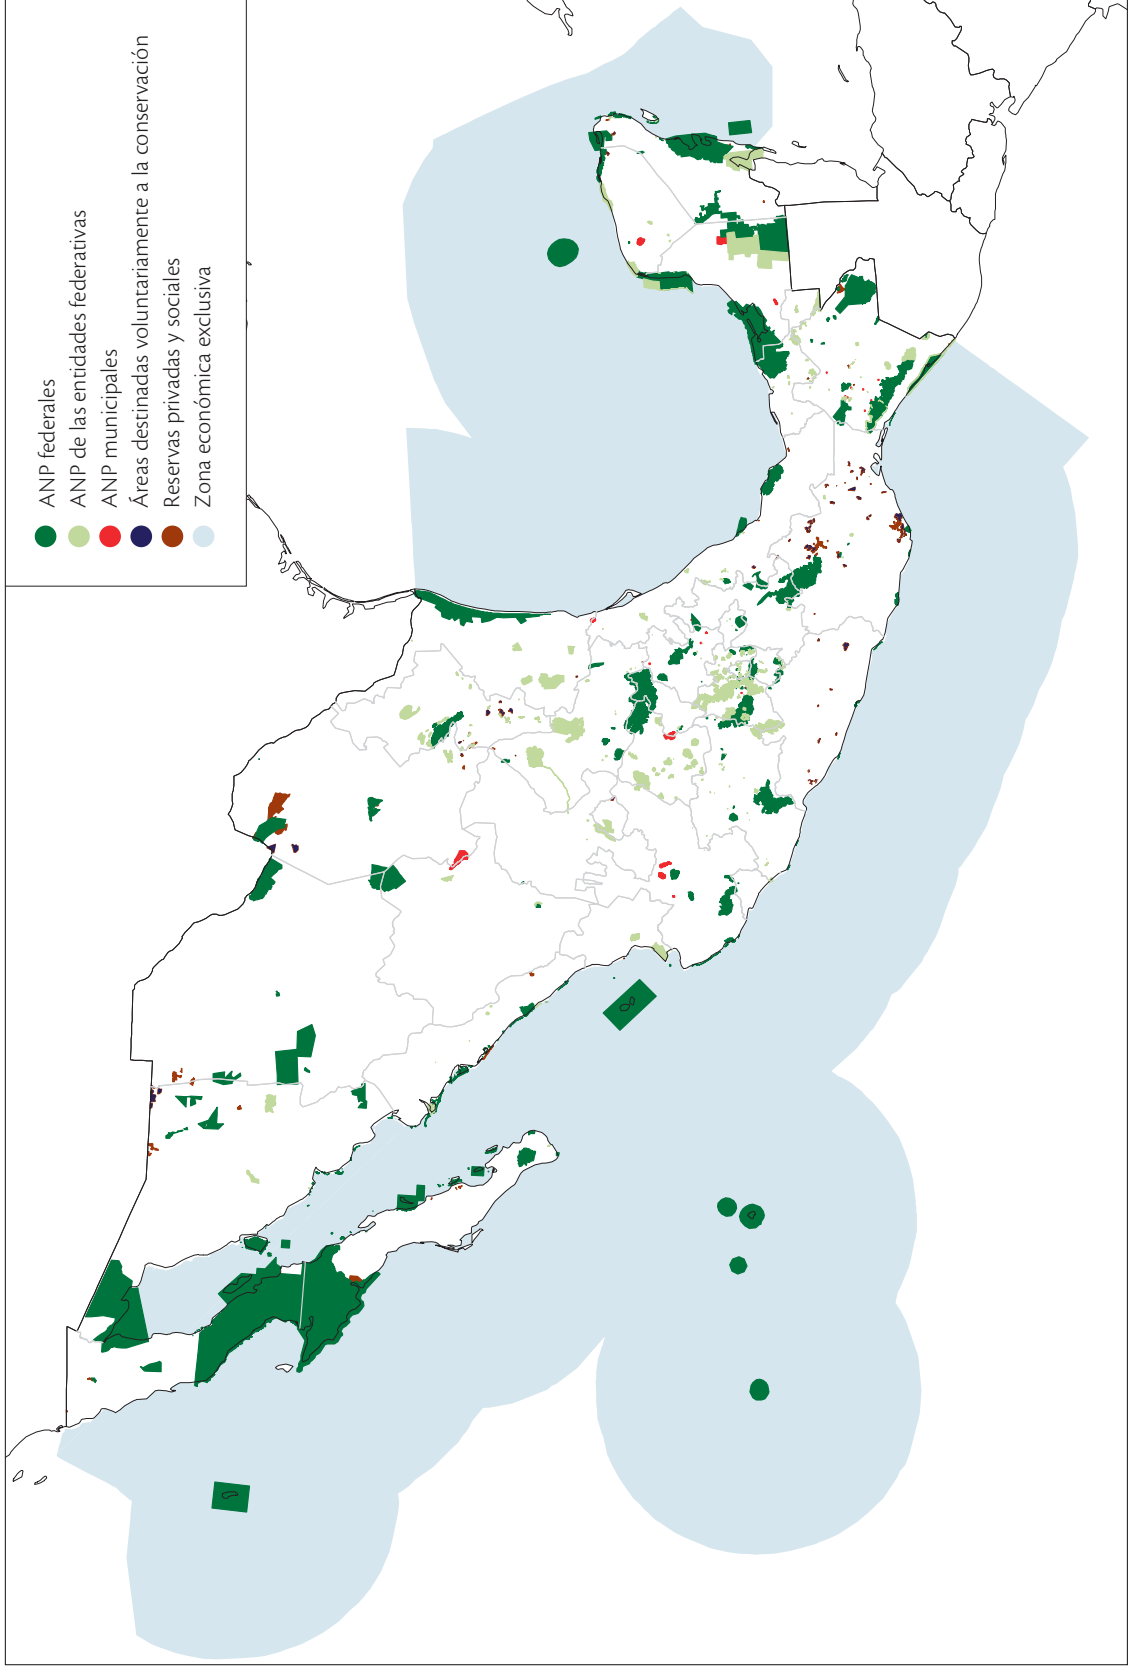 ANP federales
ANP de las entidades federativas
ANP municipales
Áreas destinadas voluntariamente a la conservación
Reservas privadas y sociales
Zona económica exclusiva